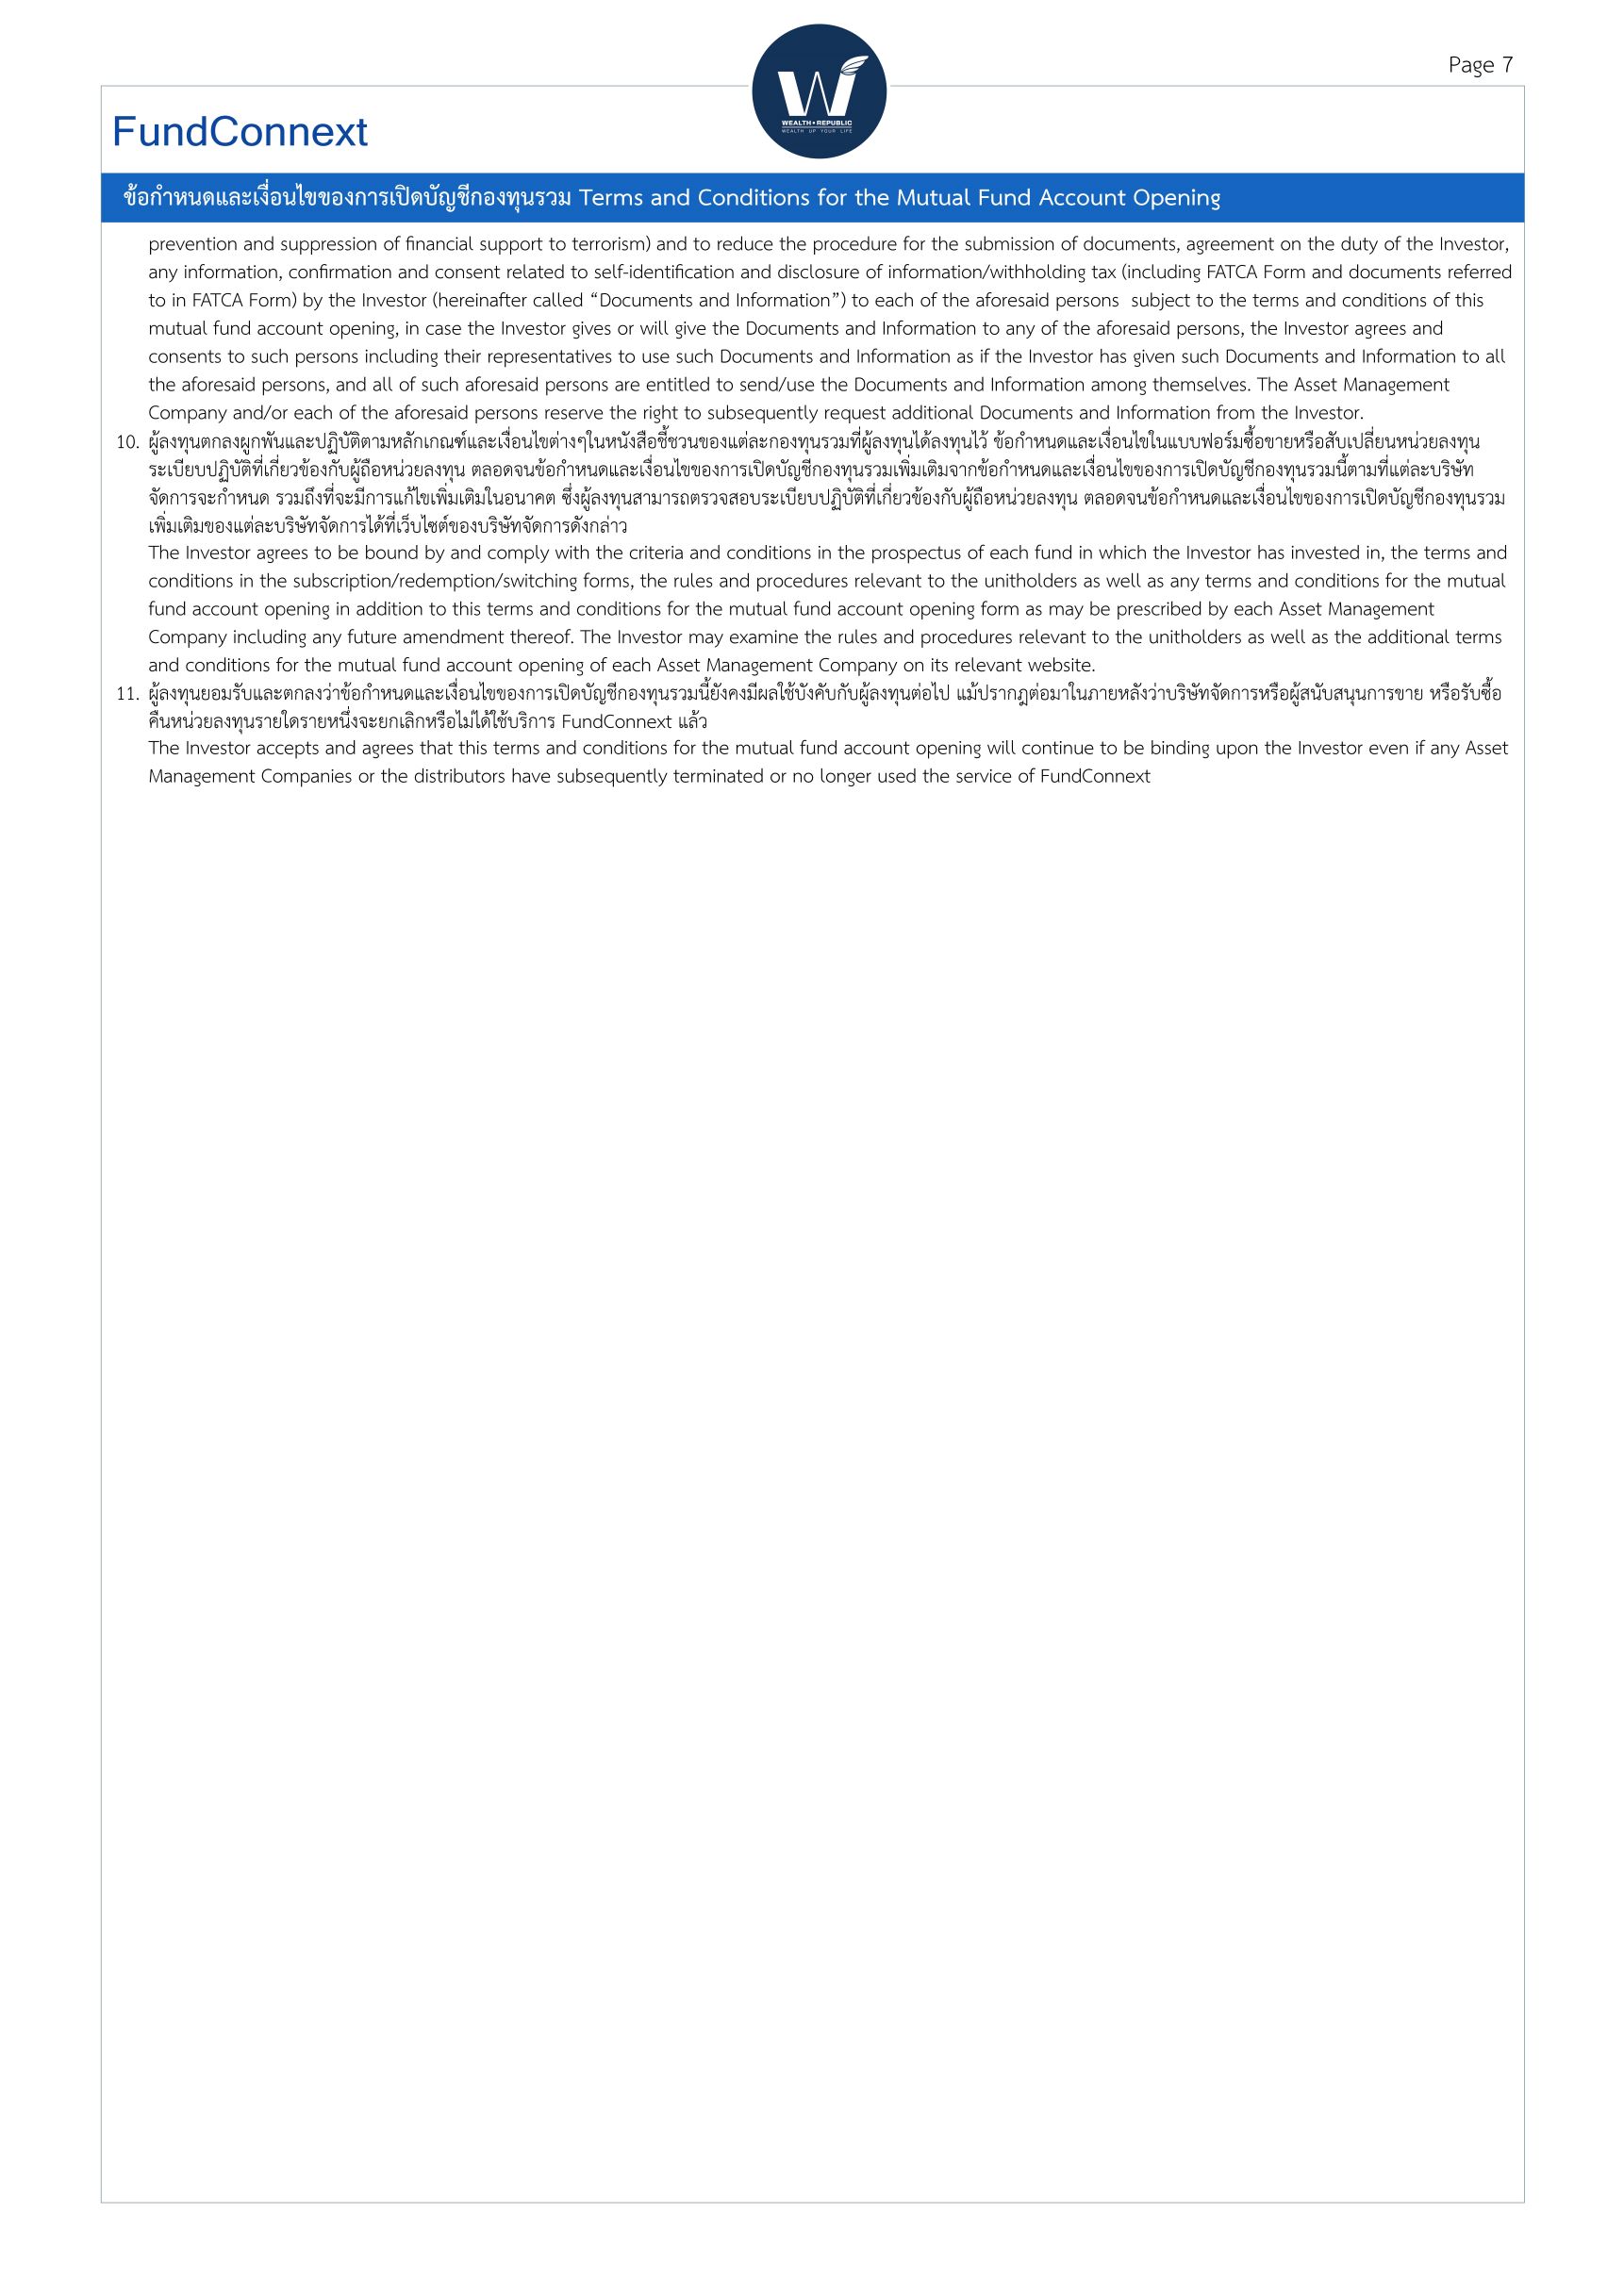 Page 7
WEALTH•REPUBLIC
WEALTH UP YOUR LIFE
FundConnext
ข้อกำหนดและเงื่อนไขของการเปิดบัญชีกองทุนรวม Terms and Conditions for the Mutual Fund Account Opening
prevention and suppression of financial support to terrorism) and to reduce the procedure for the submission of documents, agreement on the duty of the Investor,
any information, confirmation and consent related to self-identification and disclosure of information/withholding tax (including FATCA Form and documents referred
to in FATCA Form) by the Investor (hereinafter called “Documents and Information”) to each of the aforesaid persons  subject to the terms and conditions of this
mutual fund account opening, in case the Investor gives or will give the Documents and Information to any of the aforesaid persons, the Investor agrees and
consents to such persons including their representatives to use such Documents and Information as if the Investor has given such Documents and Information to all
the aforesaid persons, and all of such aforesaid persons are entitled to send/use the Documents and Information among themselves. The Asset Management
Company and/or each of the aforesaid persons reserve the right to subsequently request additional Documents and Information from the Investor.
10. ผู้ลงทุนตกลงผูกพันและปฏิบัติตามหลักเกณฑ์และเงื่อนไขต่างๆในหนังสือชี้ชวนของแต่ละกองทุนรวมที่ผู้ลงทุนได้ลงทุนไว้ ข้อกำหนดและเงื่อนไขในแบบฟอร์มซื้อขายหรือสับเปลี่ยนหน่วยลงทุน
ระเบียบปฏิบัติที่เกี่ยวข้องกับผู้ถือหน่วยลงทุน ตลอดจนข้อกำหนดและเงื่อนไขของการเปิดบัญชีกองทุนรวมเพิ่มเติมจากข้อกำหนดและเงื่อนไขของการเปิดบัญชีกองทุนรวมนี้ตามที่แต่ละบริษัท
จัดการจะกำหนด รวมถึงที่จะมีการแก้ไขเพิ่มเติมในอนาคต ซึ่งผู้ลงทุนสามารถตรวจสอบระเบียบปฏิบัติที่เกี่ยวข้องกับผู้ถือหน่วยลงทุน ตลอดจนข้อกำหนดและเงื่อนไขของการเปิดบัญชีกองทุนรวม
เพิ่มเติมของแต่ละบริษัทจัดการได้ที่เว็บไซต์ของบริษัทจัดการดังกล่าว
The Investor agrees to be bound by and comply with the criteria and conditions in the prospectus of each fund in which the Investor has invested in, the terms and
conditions in the subscription/redemption/switching forms, the rules and procedures relevant to the unitholders as well as any terms and conditions for the mutual
fund account opening in addition to this terms and conditions for the mutual fund account opening form as may be prescribed by each Asset Management
Company including any future amendment thereof. The Investor may examine the rules and procedures relevant to the unitholders as well as the additional terms
and conditions for the mutual fund account opening of each Asset Management Company on its relevant website.
11. ผู้ลงทุนยอมรับและตกลงว่าข้อกำหนดและเงื่อนไขของการเปิดบัญชีกองทุนรวมนี้ยังคงมีผลใช้บังคับกับผู้ลงทุนต่อไป แม้ปรากฎต่อมาในภายหลังว่าบริษัทจัดการหรือผู้สนับสนุนการขาย หรือรับซื้อ
คืนหน่วยลงทุนรายใดรายหนึ่งจะยกเลิกหรือไม่ได้ใช้บริการ FundConnext แล้ว
The Investor accepts and agrees that this terms and conditions for the mutual fund account opening will continue to be binding upon the Investor even if any Asset
Management Companies or the distributors have subsequently terminated or no longer used the service of FundConnext